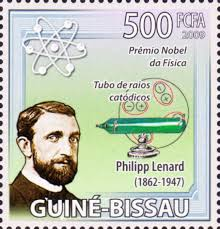 500 FCFA
2009
Prémio Nobel
da Física
Tubo de raios
catódicos
Philipp Lenard
(1862-1947)
GUINÉ-BISSAU